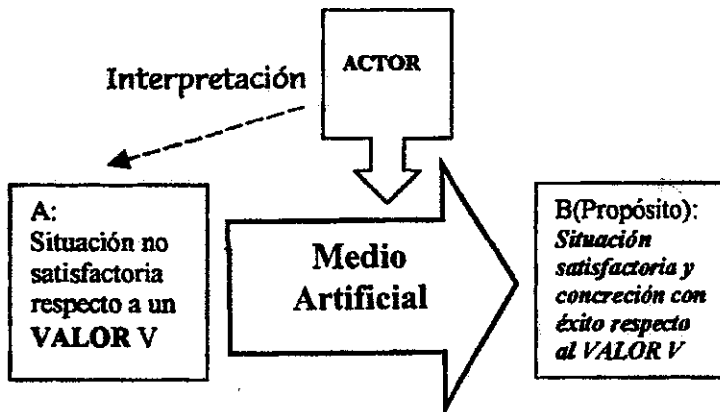 ACTOR
Interpretación
A:
Situación no
satisfactoria
respecto a un
VALOR V
Medio
Artificial
B(Propósito):
Situación
satisfactoria y
concreción con
éxito respecto
al VALOR V